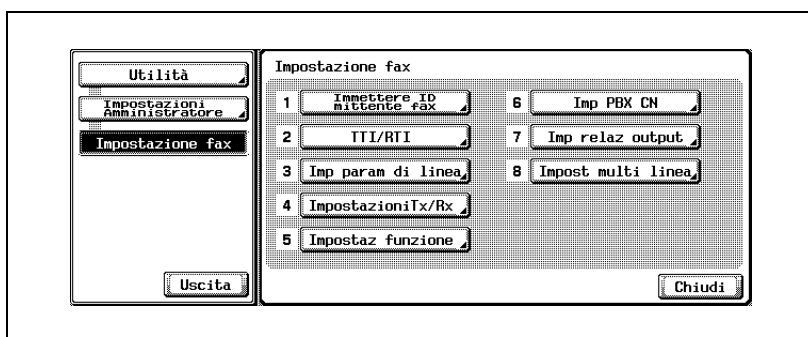 Utilità
Impostazioni
Amministratore
Impostazione fax
Uscita
Impostazione fax
1 Immettere ID
mittente fax
2 TTI/RTI
3 Imp param di linea
4 ImpostazioniTx/Rx
5 Impostaz funzione
6 Imp PBX CN
7 Imp relaz output
8 Impost multi linea
Chiudi